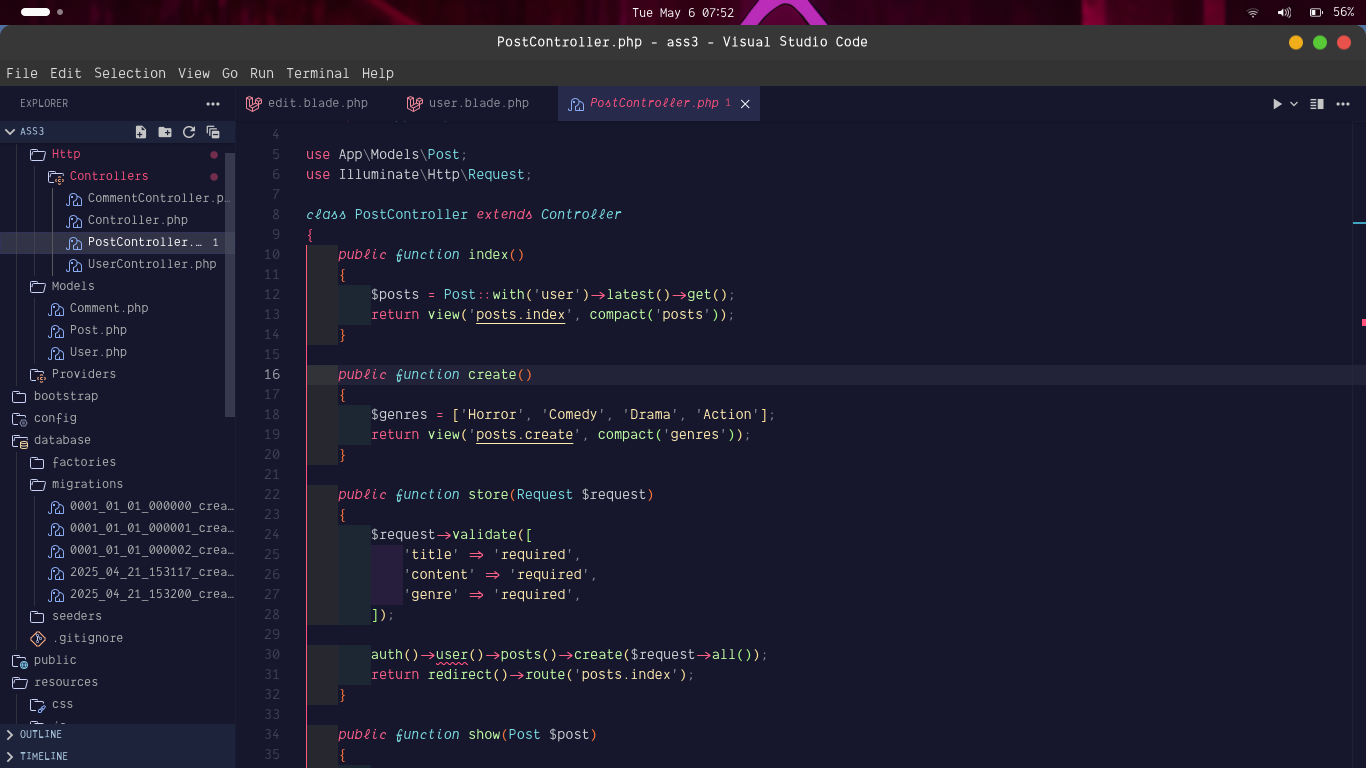 Tue May 6 07:52
56%
PostController.php - ass3 - Visual Studio Code
File Edit Selection View Go Run Terminal Help
EXPLORER
ASS3
Http
Controllers
CommentController.p…
Controller.php
PostController.… 1
UserController.php
Models
Comment.php
Post.php
User.php
Providers
bootstrap
config
database
factories
migrations
0001_01_01_000000_crea…
0001_01_01_000001_crea…
0001_01_01_000002_crea…
2025_04_21_153117_crea…
2025_04_21_153200_crea…
seeders
.gitignore
public
resources
css
OUTLINE
TIMELINE
edit.blade.php
user.blade.php
PostController.php 1
4
5 use App\Models\Post;
6 use Illuminate\Http\Request;
7
8 class PostController extends Controller
9 {
10 public function index()
11 {
12 $posts = Post::with('user')->latest()->get();
13 return view('posts.index', compact('posts'));
14 }
15
16 public function create()
17 {
18 $genres = ['Horror', 'Comedy', 'Drama', 'Action'];
19 return view('posts.create', compact('genres'));
20 }
21
22 public function store(Request $request)
23 {
24 $request->validate([
25 'title' => 'required',
26 'content' => 'required',
27 'genre' => 'required',
28 ]);
29
30 auth()->user()->posts()->create($request->all());
31 return redirect()->route('posts.index');
32 }
33
34 public function show(Post $post)
35 {